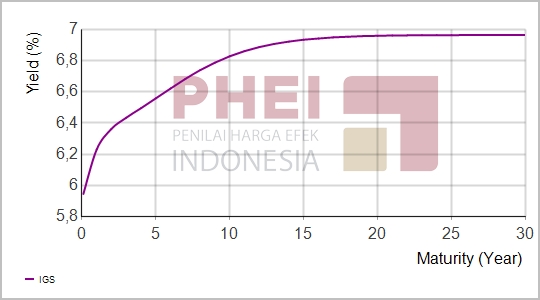 Yield (%)
7
6,8
6,6
6,4
6,2
6
5,8
PHEI
PENILAI HARGA EFEK
INDONESIA
0
5
10
15
20
25
30
Maturity (Year)
IGS